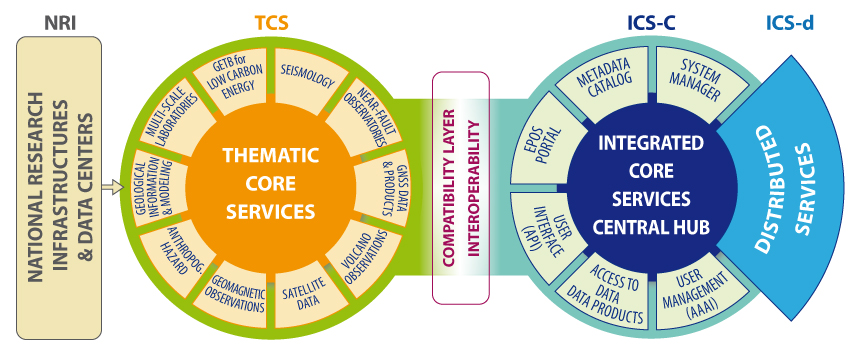 NRI
TCS
ICS-C
ICS-d
NATIONAL RESEARCH
INFRASTRUCTURES
& DATA CENTERS
THEMATIC
CORE
SERVICES
GETB for
LOW CARBON
ENERGY
SEISMOLOGY
NEAR-FAULT
OBSERVATORIES
GNSS DATA
& PRODUCTS
VOLCANO
OBSERVATIONS
SATELLITE
DATA
GEOMAGNETIC
OBSERVATIONS
ANTHROPOG.
HAZARD
GEOLOGICAL
INFORMATION
& MODELING
MULTI-SCALE
LABORATORIES
COMPATIBILITY LAYER
INTEROPERABILITY
INTEGRATED
CORE
SERVICES
CENTRAL HUB
METADATA
CATALOG
SYSTEM
MANAGER
EPOS
PORTAL
USER
INTERFACE
(API)
ACCESS TO
DATA
DATA PRODUCTS
USER
MANAGEMENT
(AAAI)
DISTRIBUTED
SERVICES